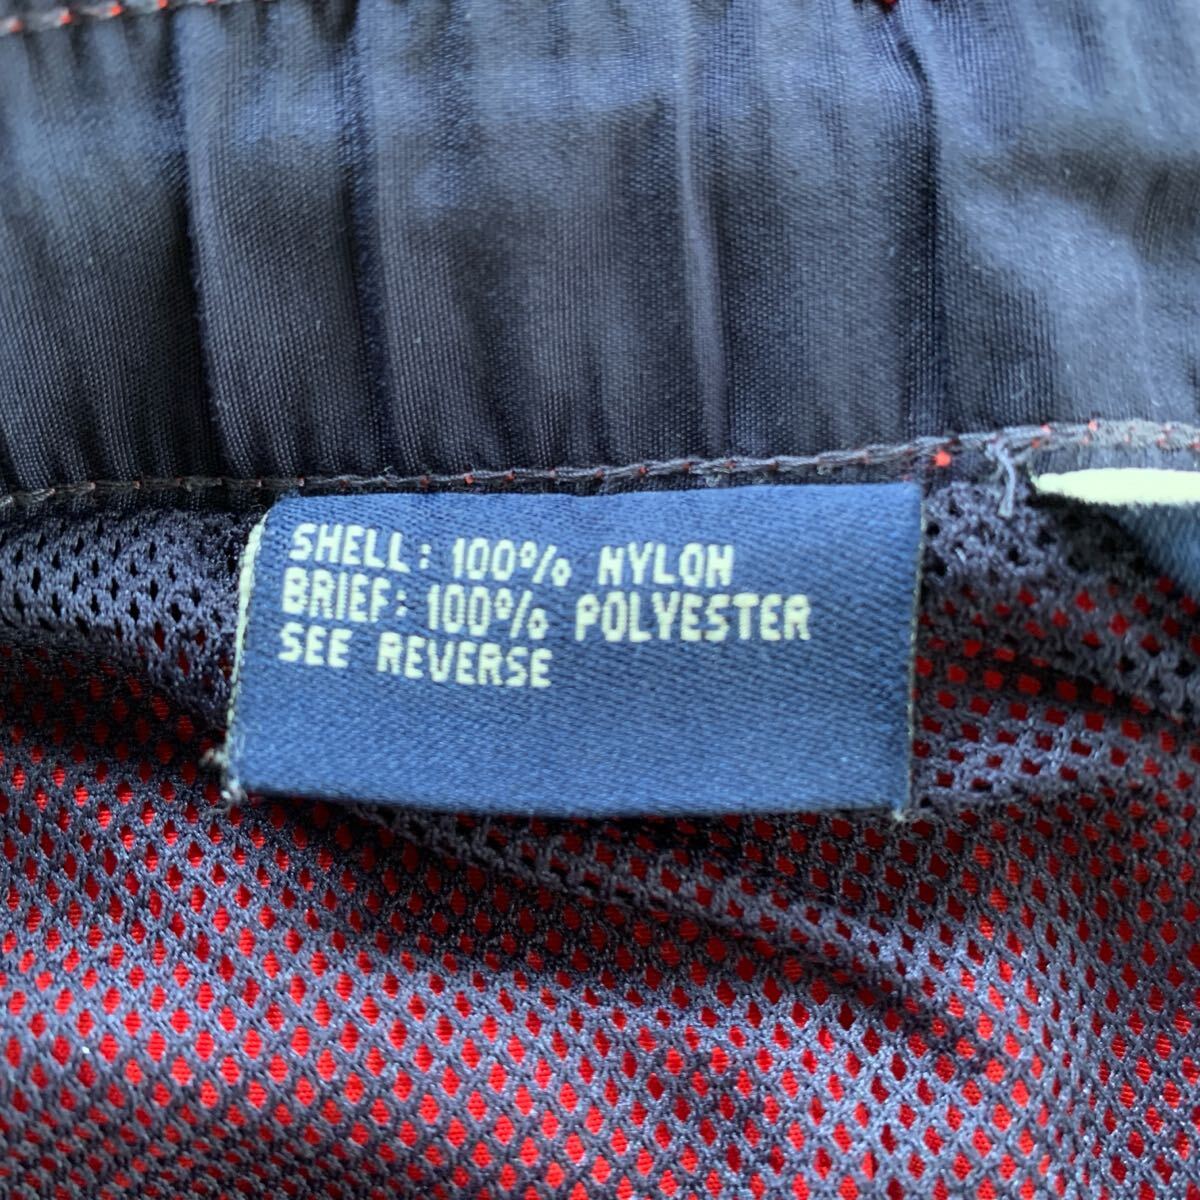 SHELL: 100% NYLON
BRIEF: 100% POLYESTER
SEE REVERSE